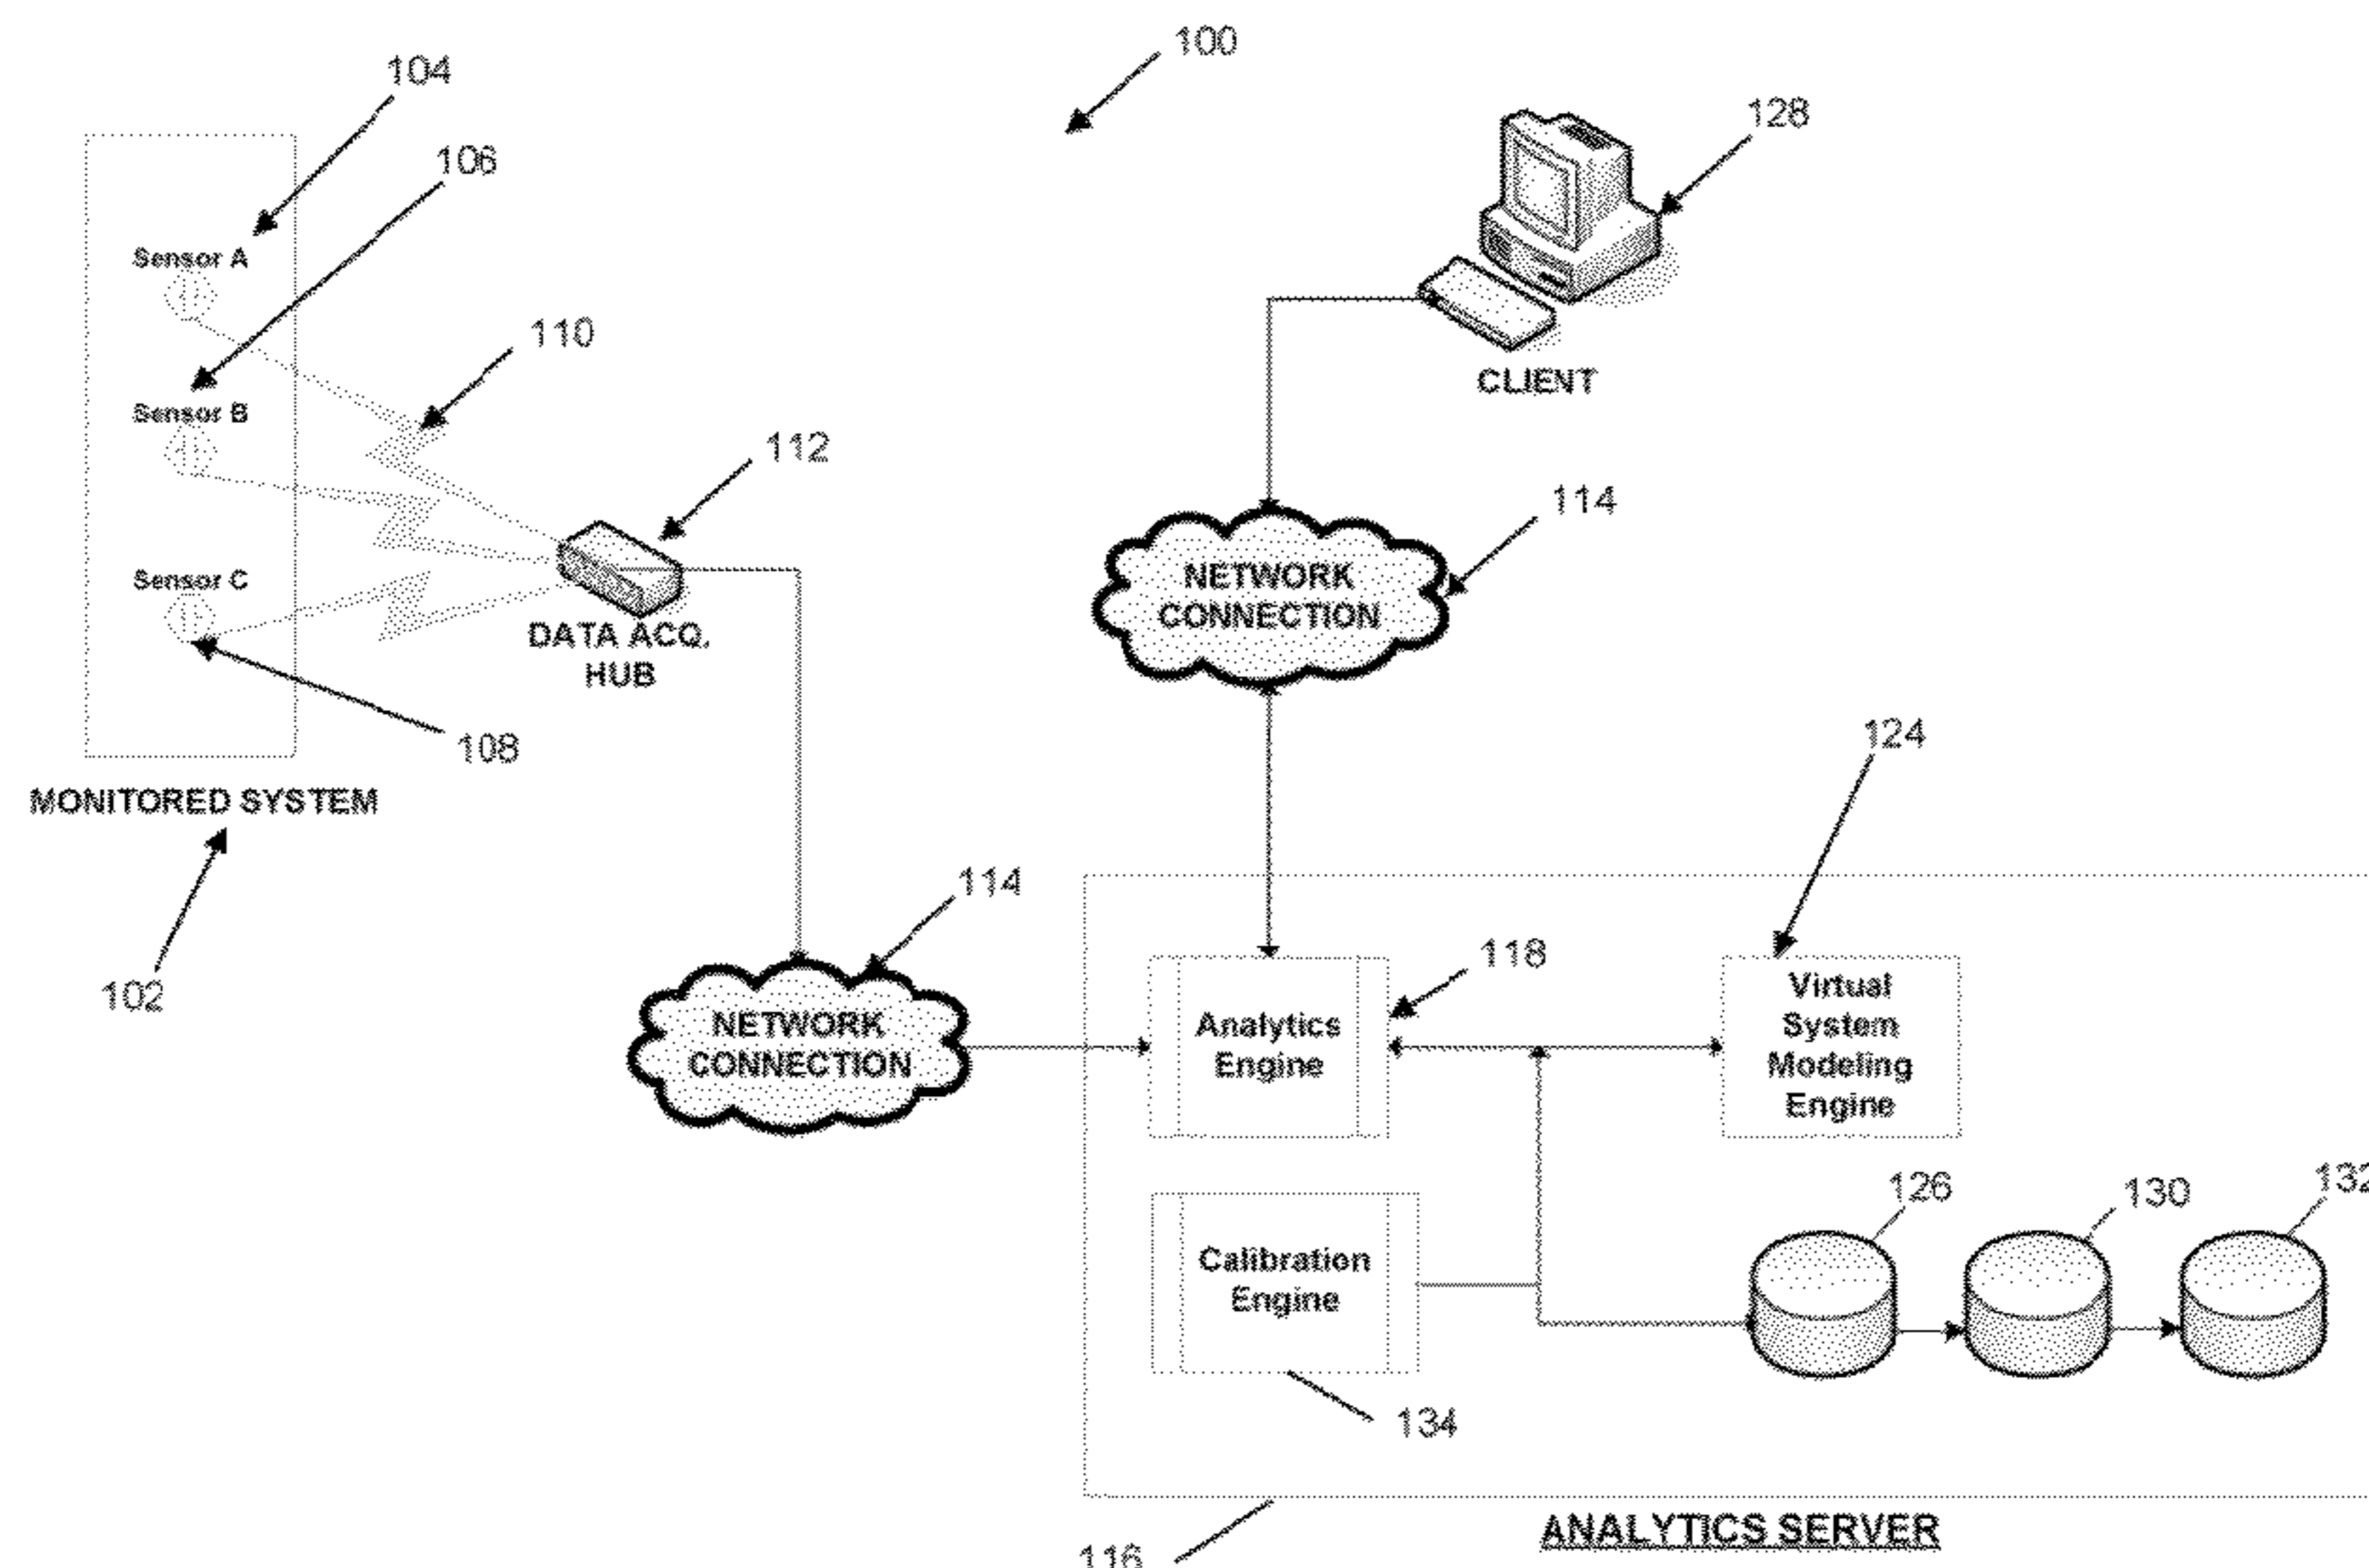 100
104
128
106
Sensor A
110
CLIENT
Sensor B
112
114
NETWORK
CONNECTION
Sensor C
DATA ACQ.
HUB
108
124
MONITORED SYSTEM
114
118
102
Virtual
System
Modeling
Engine
NETWORK
CONNECTION
Analytics
Engine
126
130
132
Calibration
Engine
134
ANALYTICS SERVER
116